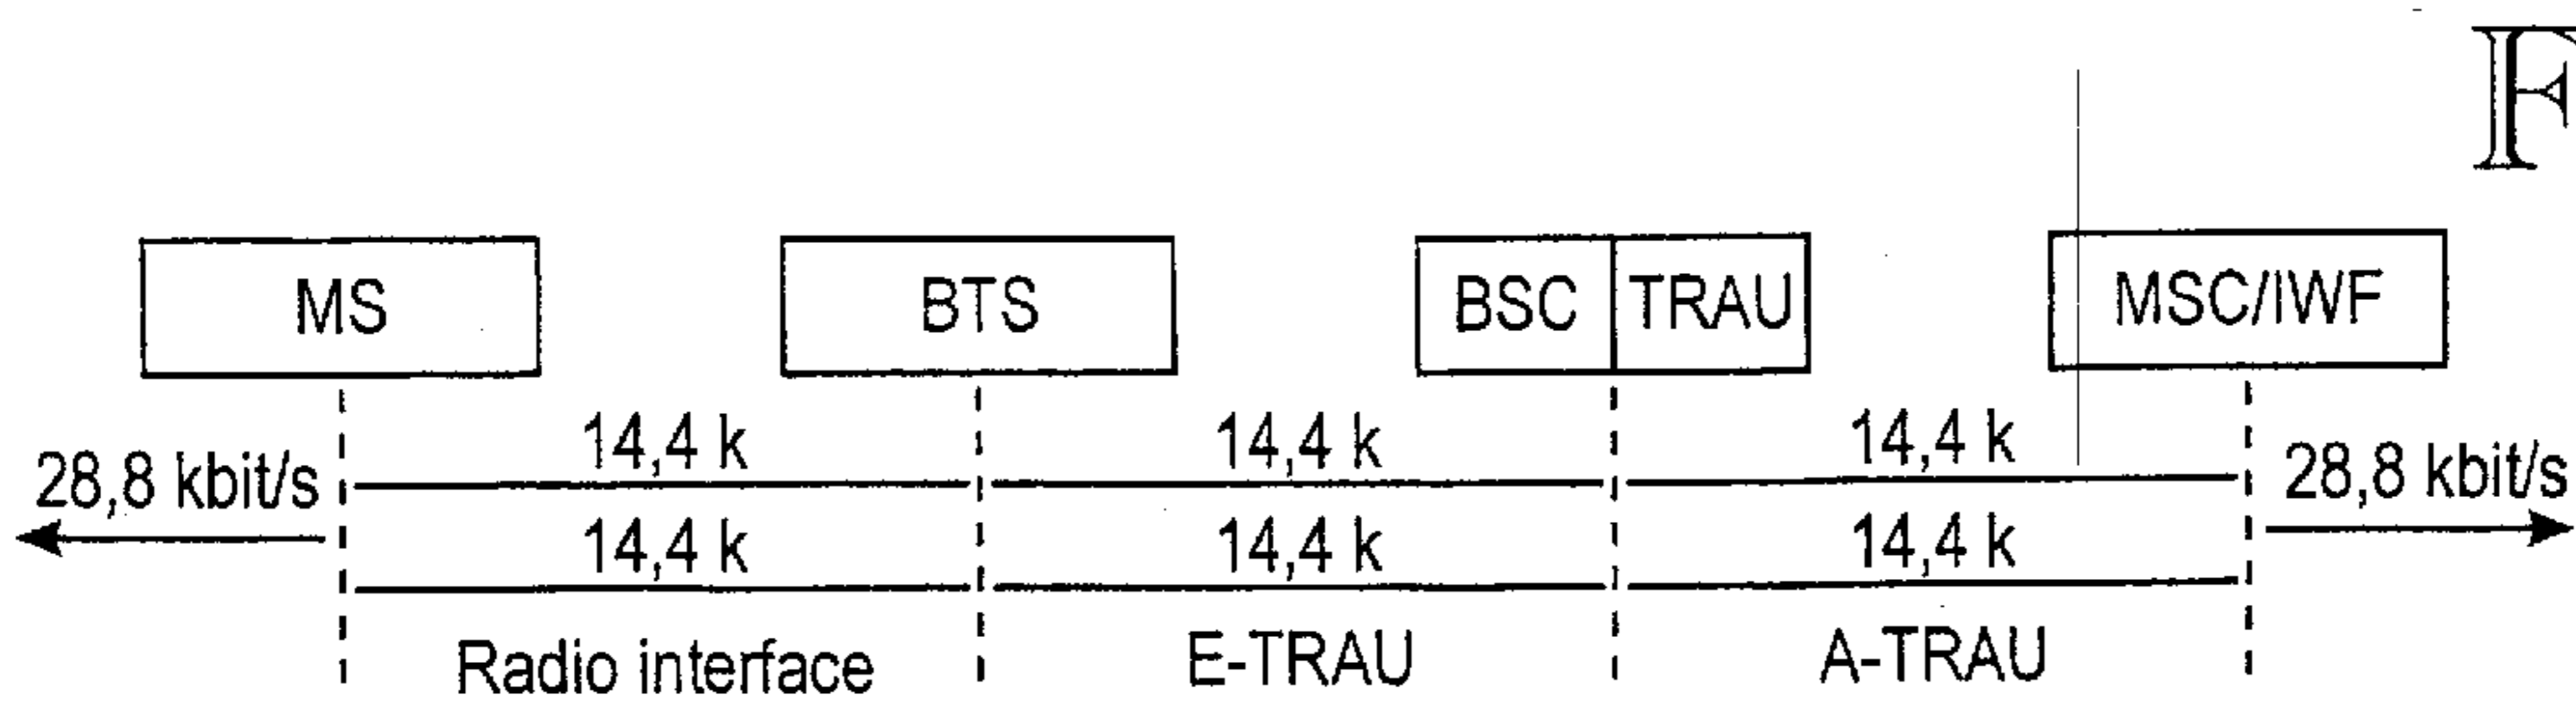 F
MS BTS BSC TRAU MSC/IWF
14,4 k 14,4 k 14,4 k
28,8 kbit/s 28,8 kbit/s
14,4 k 14,4 k 14,4 k
Radio interface E-TRAU A-TRAU